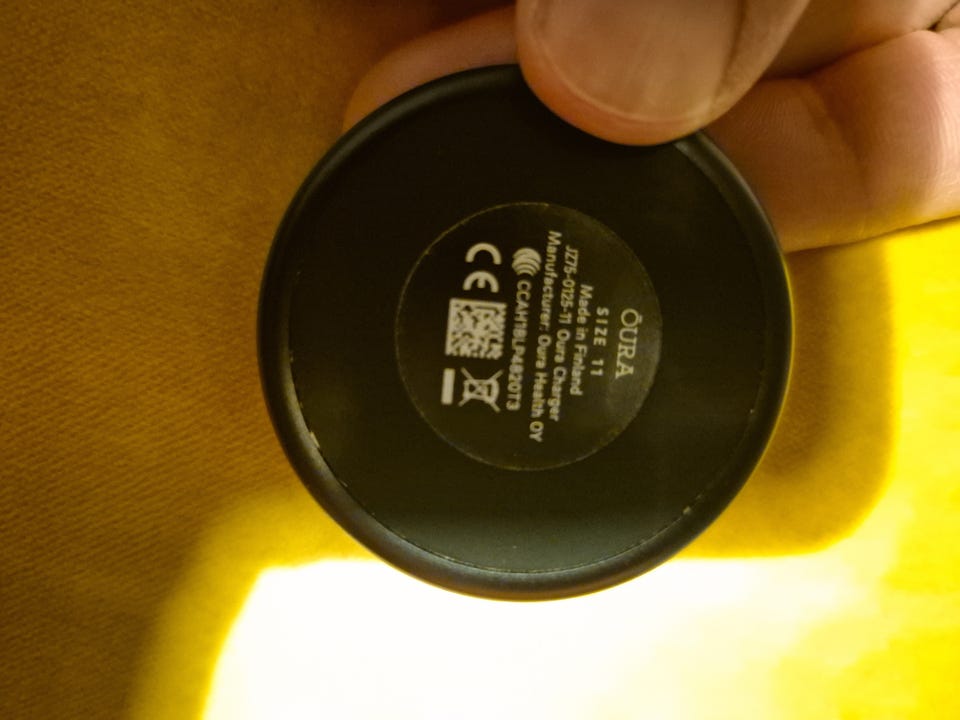 ŌURA
SIZE 11
Made in Finland
JZ75-0125-11 Oura Charger
Manufacturer: Oura Health OY
CCAH18LP4820T3
CE